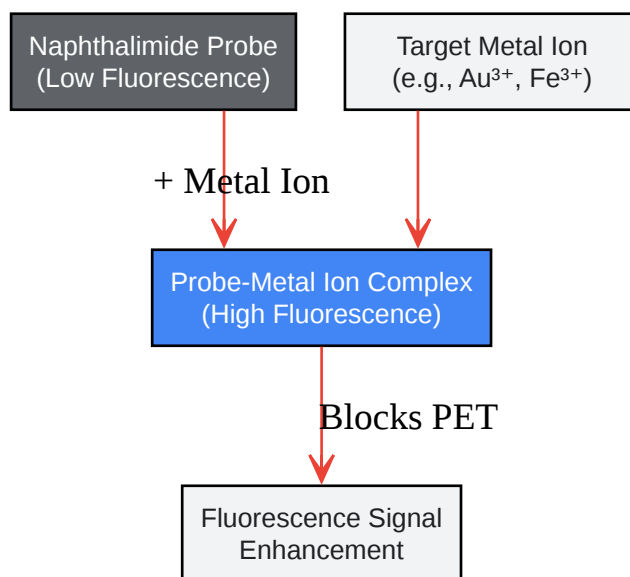 Naphthalimide Probe
(Low Fluorescence)
Target Metal Ion
(e.g., Au³⁺, Fe³⁺)
+ Metal Ion
Probe-Metal Ion Complex
(High Fluorescence)
Blocks PET
Fluorescence Signal
Enhancement